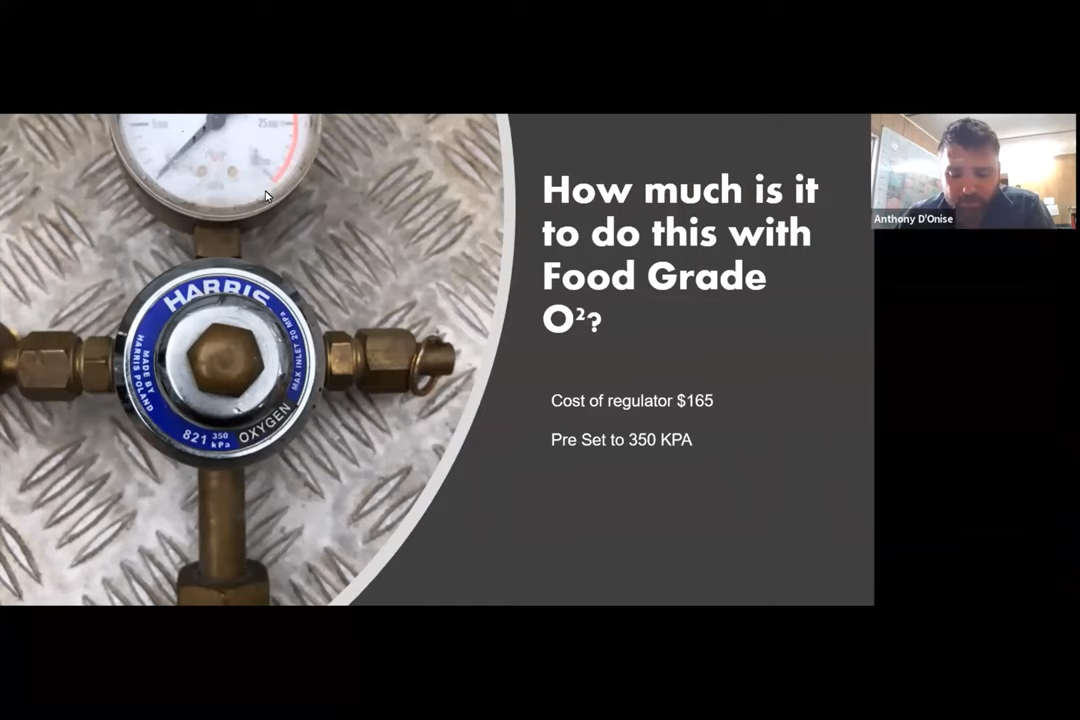 How much is it
to do this with
Food Grade
O²?
Cost of regulator $165
Pre Set to 350 KPA
Anthony D'Onise
HARRIS
MADE BY
HARRIS POLAND
821 350
kPa
OXYGEN
MAX INLET 20 MPa